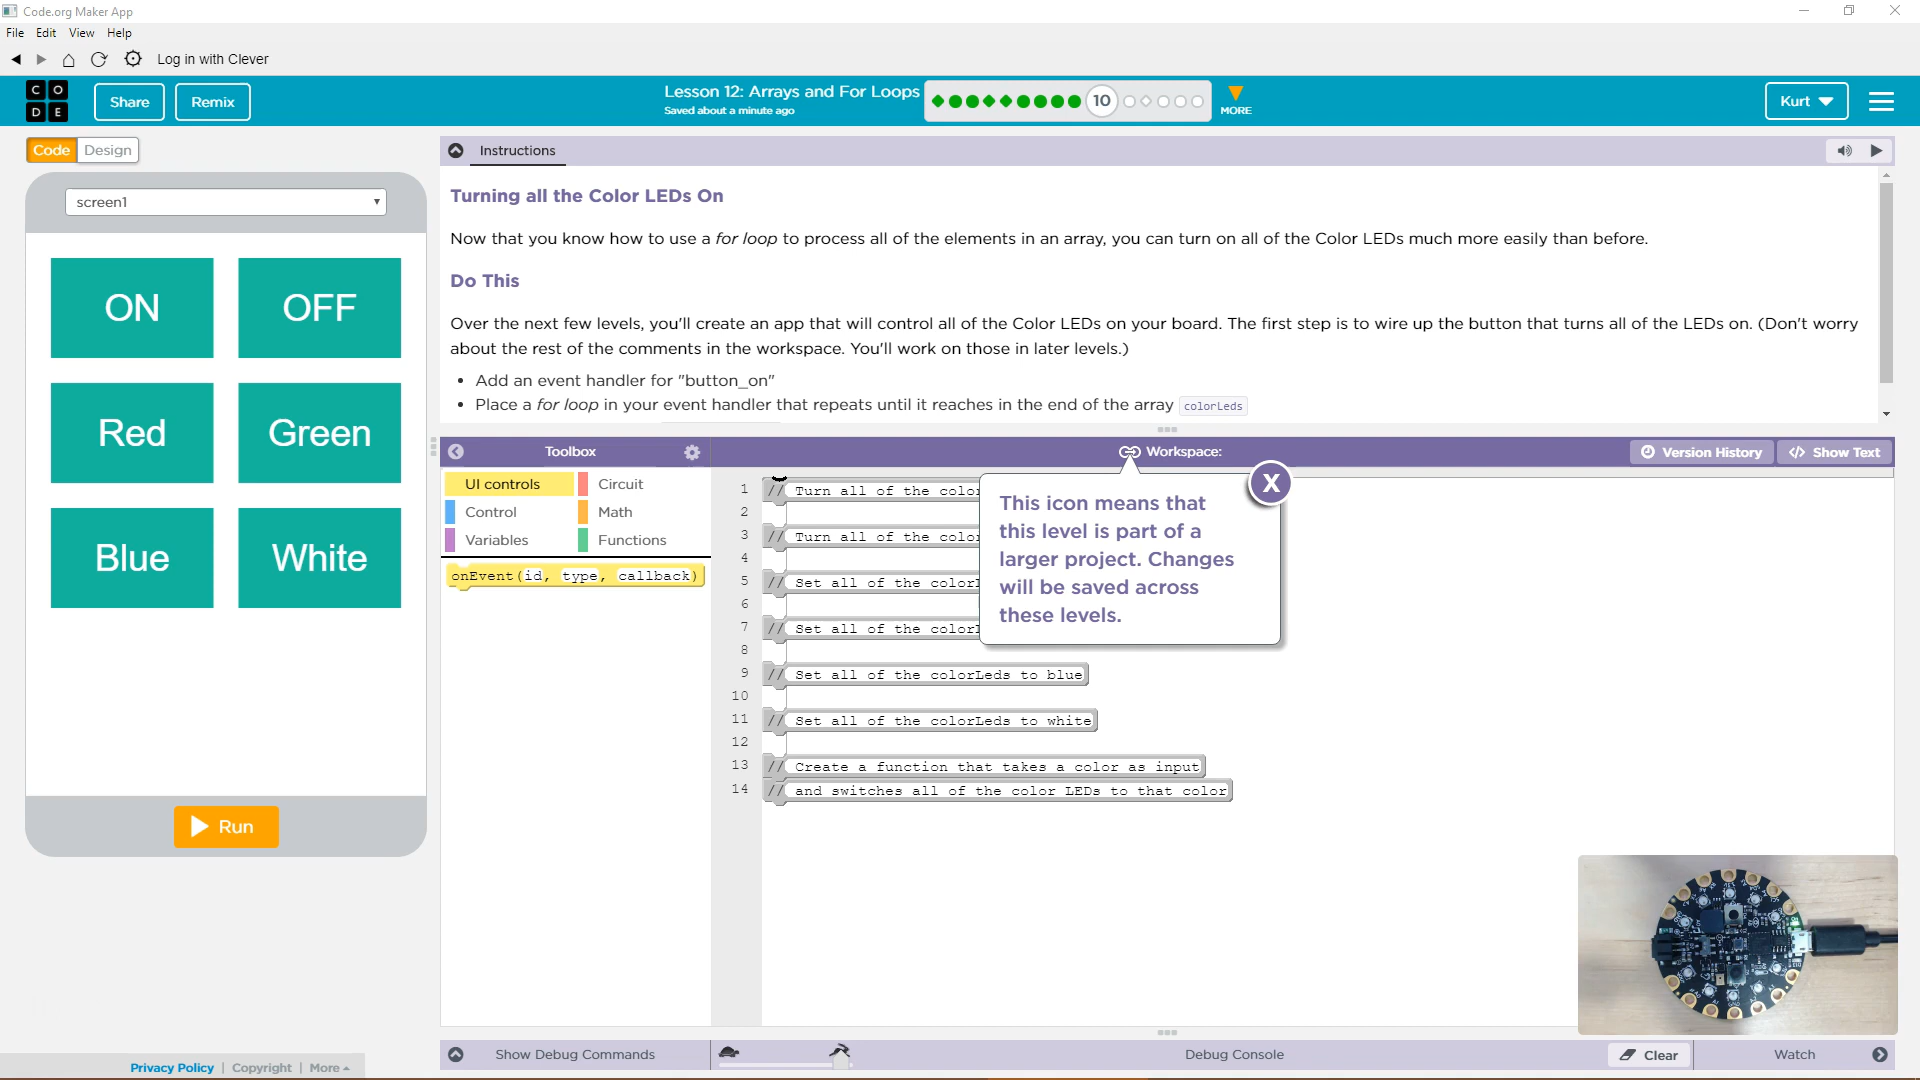 Code.org Maker App
File Edit View Help
Log in with Clever
C O
D E
Share
Remix
Lesson 12: Arrays and For Loops
Saved about a minute ago
10
MORE
Kurt
Code
Design
Instructions
screen1
Turning all the Color LEDs On
Now that you know how to use a for loop to process all of the elements in an array, you can turn on all of the Color LEDs much more easily than before.
Do This
Over the next few levels, you'll create an app that will control all of the Color LEDs on your board. The first step is to wire up the button that turns all of the LEDs on. (Don't worry
about the rest of the comments in the workspace. You'll work on those in later levels.)
• Add an event handler for "button_on"
• Place a for loop in your event handler that repeats until it reaches in the end of the array colorLeds
ON
OFF
Red
Green
Blue
White
Run
Toolbox
Workspace:
Version History
</> Show Text
UI controls
Circuit
Control
Math
Variables
Functions
onEvent(id, type, callback)
1 // Turn all of the color
2
3 // Turn all of the color
4
5 // Set all of the colorL
6
7 // Set all of the colorL
8
9 // Set all of the colorLeds to blue
10
11 // Set all of the colorLeds to white
12
13 // Create a function that takes a color as input
14 // and switches all of the color LEDs to that color
X
This icon means that
this level is part of a
larger project. Changes
will be saved across
these levels.
Show Debug Commands
Debug Console
Clear
Watch
Privacy Policy | Copyright | More